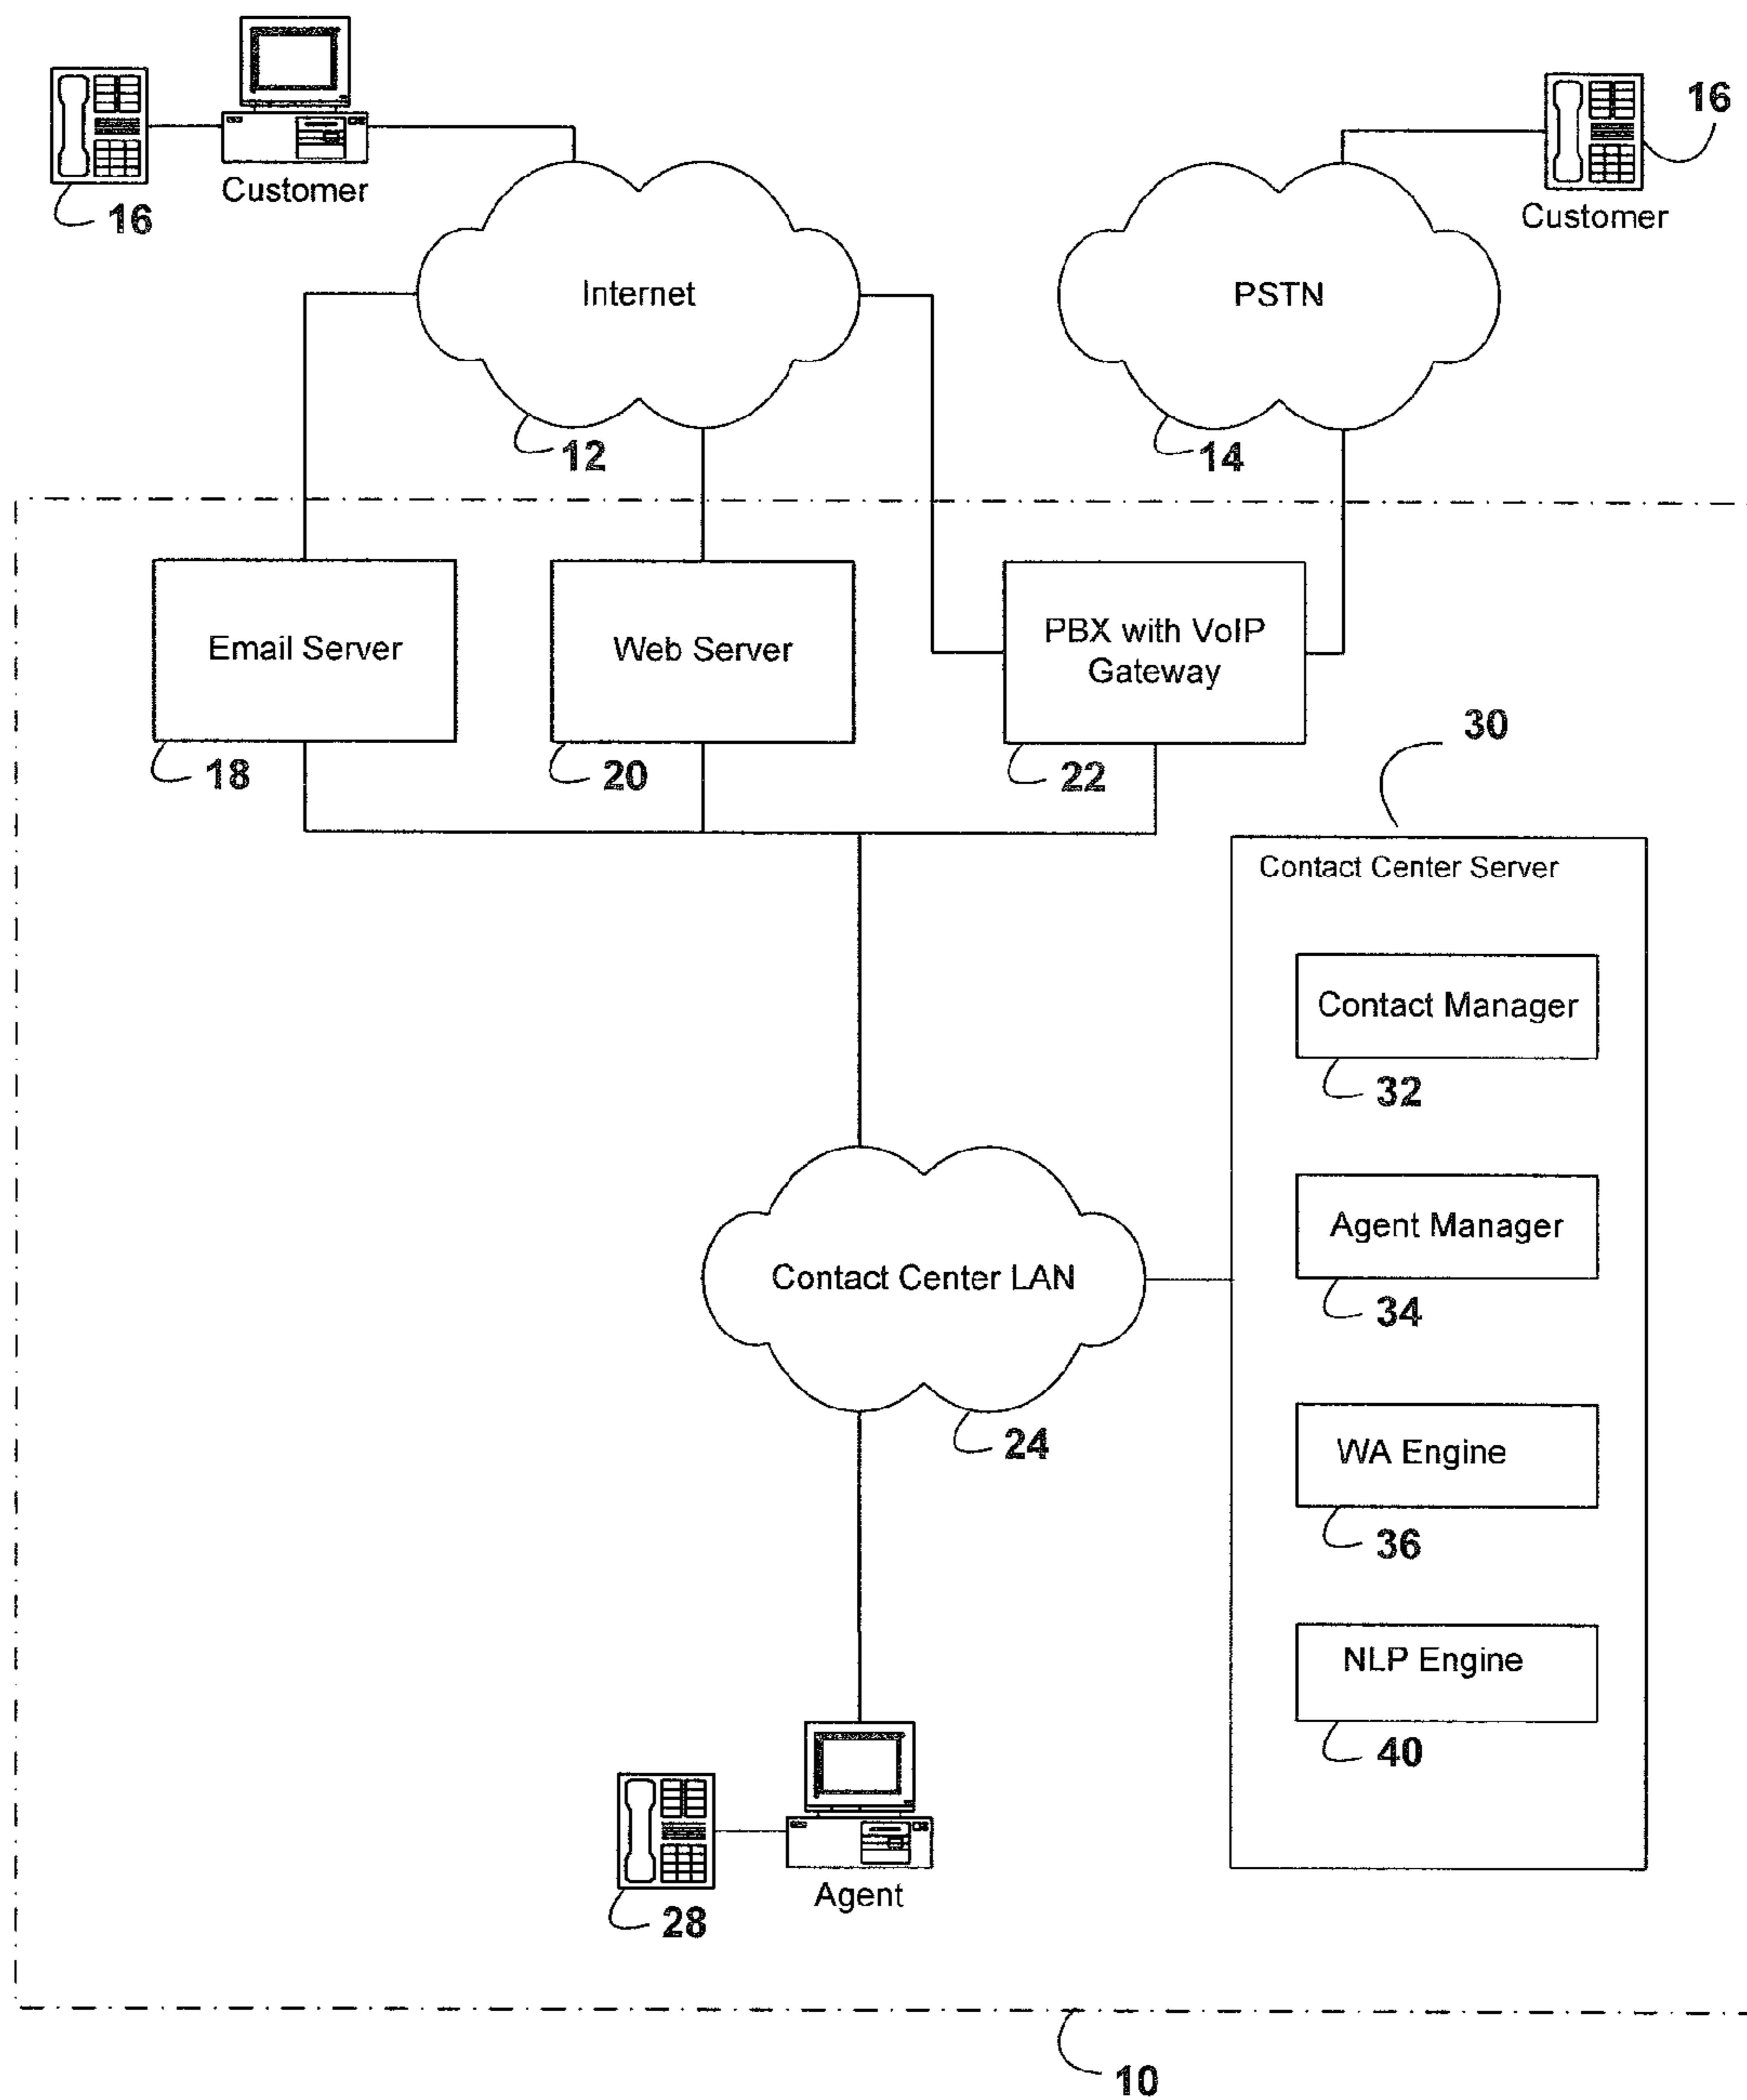 16
Customer
16
Customer
Internet
PSTN
12
14
Email Server
Web Server
PBX with VoIP
Gateway
18
20
22
30
Contact Center Server
Contact Manager
32
Agent Manager
34
Contact Center LAN
24
WA Engine
36
NLP Engine
40
Agent
28
10